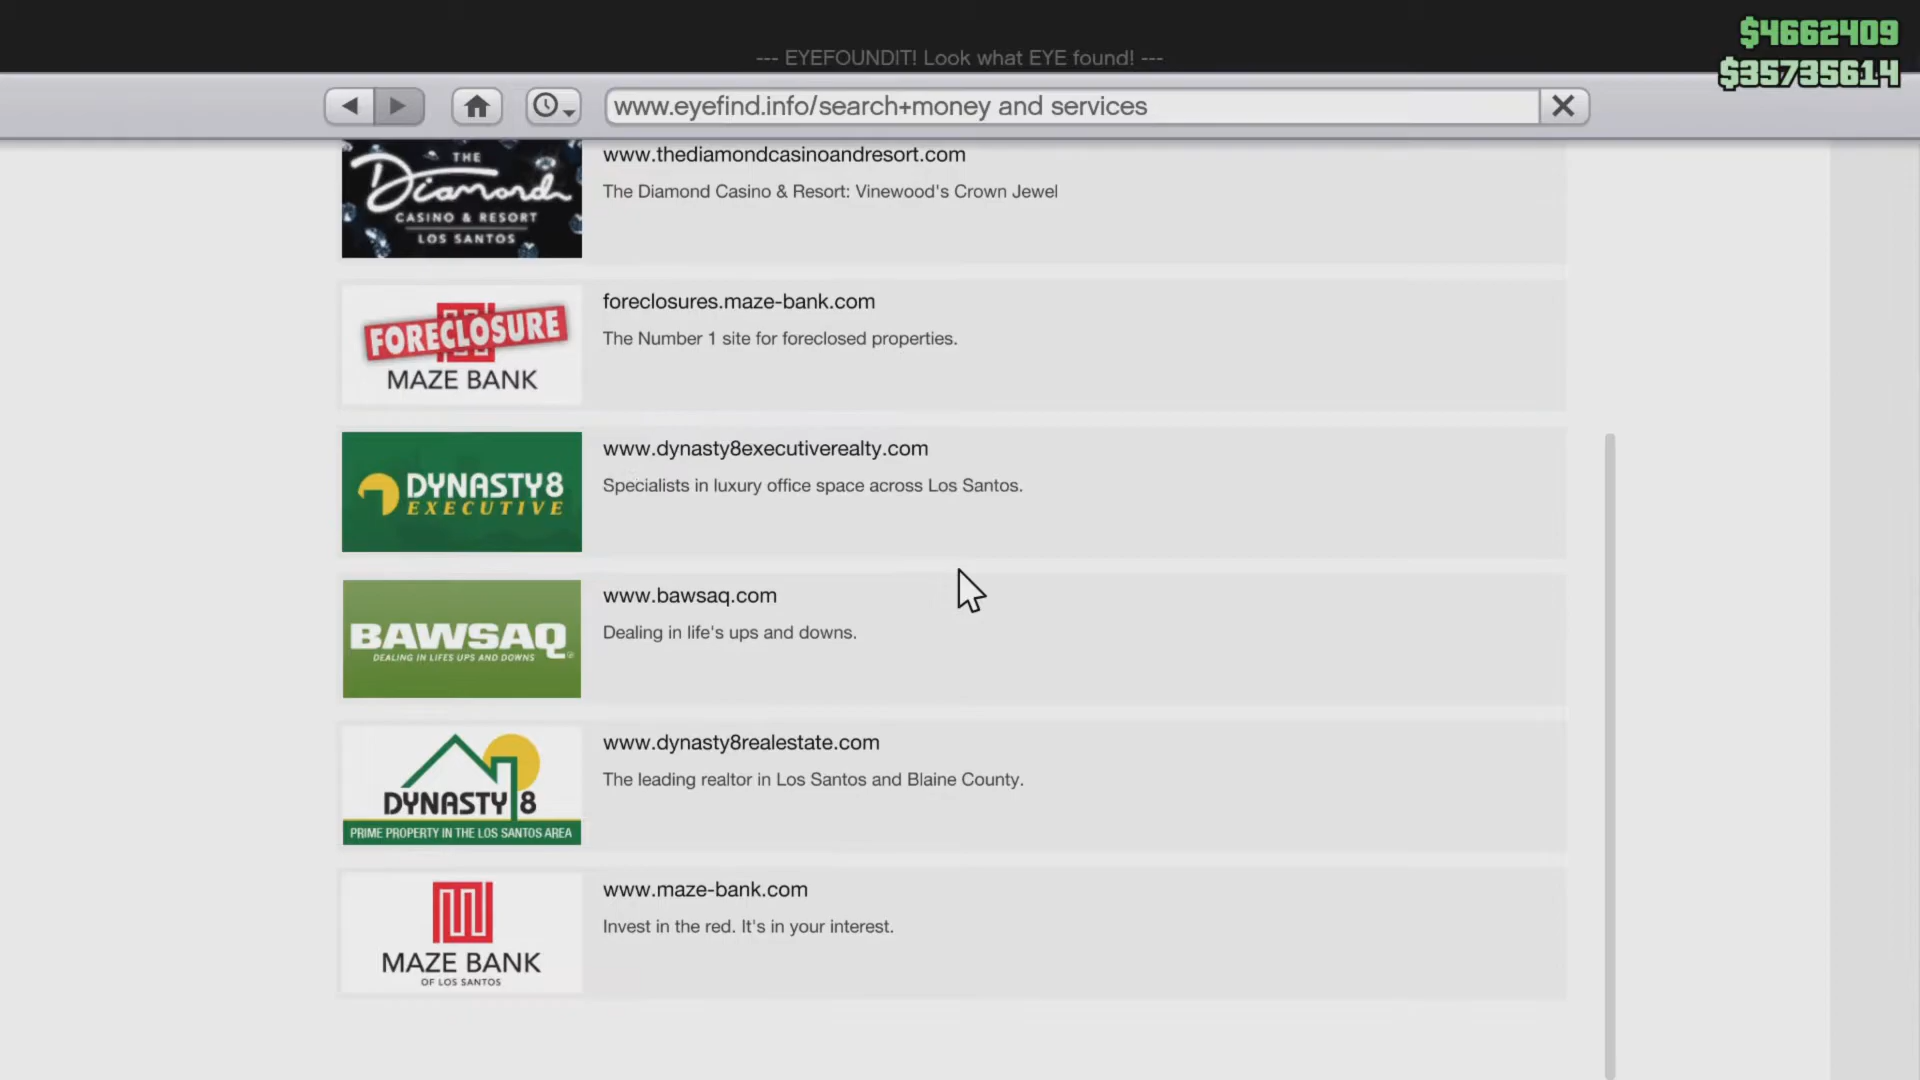 $4662409
--- EYEFOUNDIT! Look what EYE found! ---
$35735614
www.eyefind.info/search+money and services
THE
Diamond
CASINO & RESORT
LOS SANTOS
www.thediamondcasinoandresort.com
The Diamond Casino & Resort: Vinewood's Crown Jewel
FORECLOSURE
MAZE BANK
foreclosures.maze-bank.com
The Number 1 site for foreclosed properties.
DYNASTY8
EXECUTIVE
www.dynasty8executiverealty.com
Specialists in luxury office space across Los Santos.
BAWSAQ
DEALING IN LIFES UPS AND DOWNS
www.bawsaq.com
Dealing in life's ups and downs.
DYNASTY 8
PRIME PROPERTY IN THE LOS SANTOS AREA
www.dynasty8realestate.com
The leading realtor in Los Santos and Blaine County.
MAZE BANK
OF LOS SANTOS
www.maze-bank.com
Invest in the red. It's in your interest.